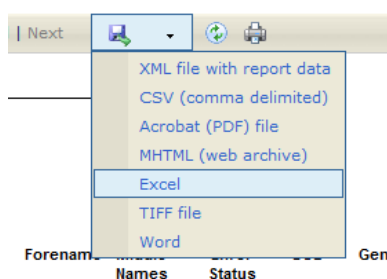 | Next
XML file with report data
CSV (comma delimited)
Acrobat (PDF) file
MHTML (web archive)
Excel
TIFF file
Word
Forename
Gen
Names Status